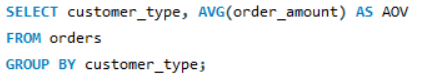 SELECT customer_type, AVG(order_amount) AS AOV
FROM orders
GROUP BY customer_type;